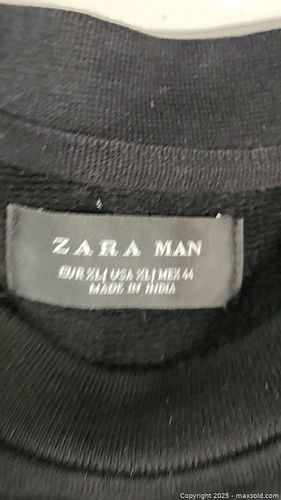 ZARA MAN
EUR XL | USA XL | MEX 44
MADE IN INDIA
Copyright © 2025 - maxsold.com